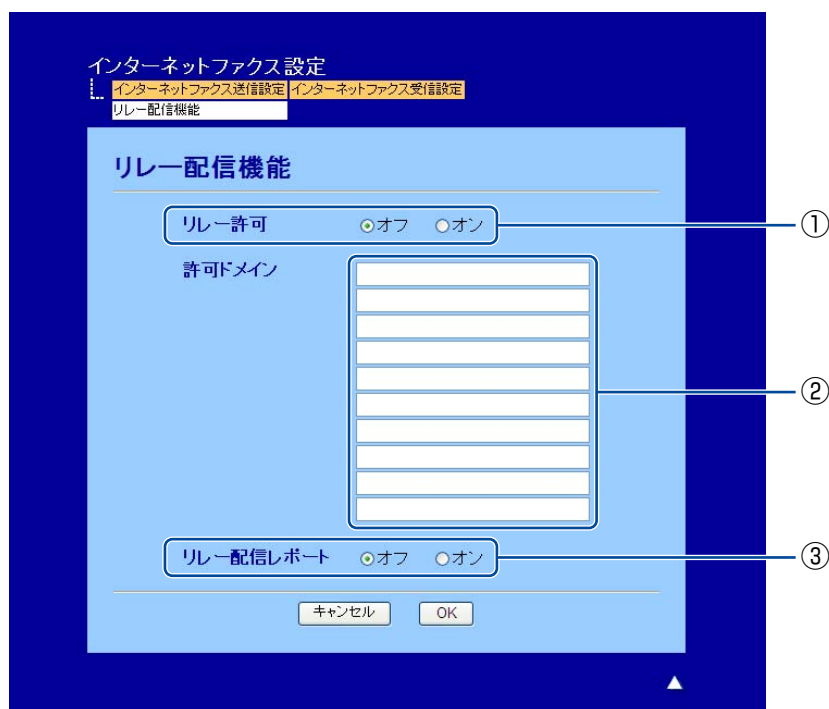 インターネットファクス設定
インターネットファクス送信設定 インターネットファクス受信設定
リレー配信機能
リレー配信機能
リレー許可 オフ オン ①
許可ドメイン
②
リレー配信レポート オフ オン ③
キャンセル OK